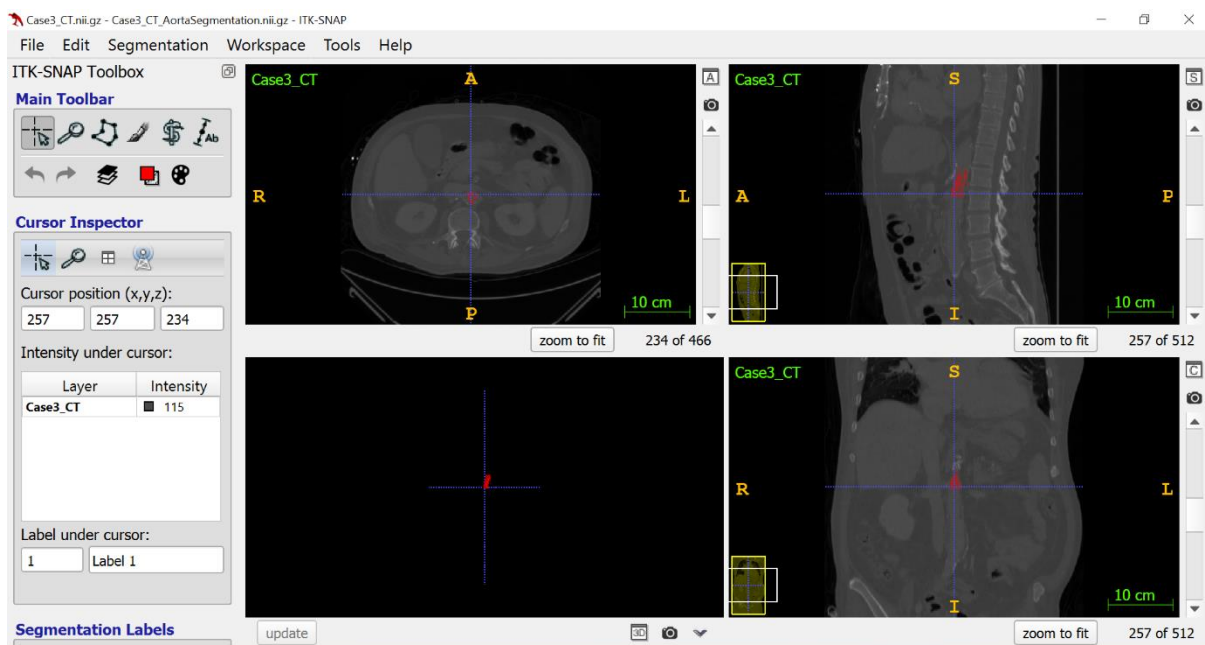 Case3_CT.nii.gz - Case3_CT_AortaSegmentation.nii.gz - ITK-SNAP
File Edit Segmentation Workspace Tools Help
ITK-SNAP Toolbox
Main Toolbar
Ab
Cursor Inspector
Cursor position (x,y,z):
257 257 234
Intensity under cursor:
Layer Intensity
Case3_CT 115
Label under cursor:
1 Label 1
Segmentation Labels
Case3_CT
A
R
L
P
10 cm
A
zoom to fit 234 of 466
Case3_CT
S
A
P
I
10 cm
S
zoom to fit 257 of 512
update
3D
Case3_CT
S
R
L
I
10 cm
C
zoom to fit 257 of 512